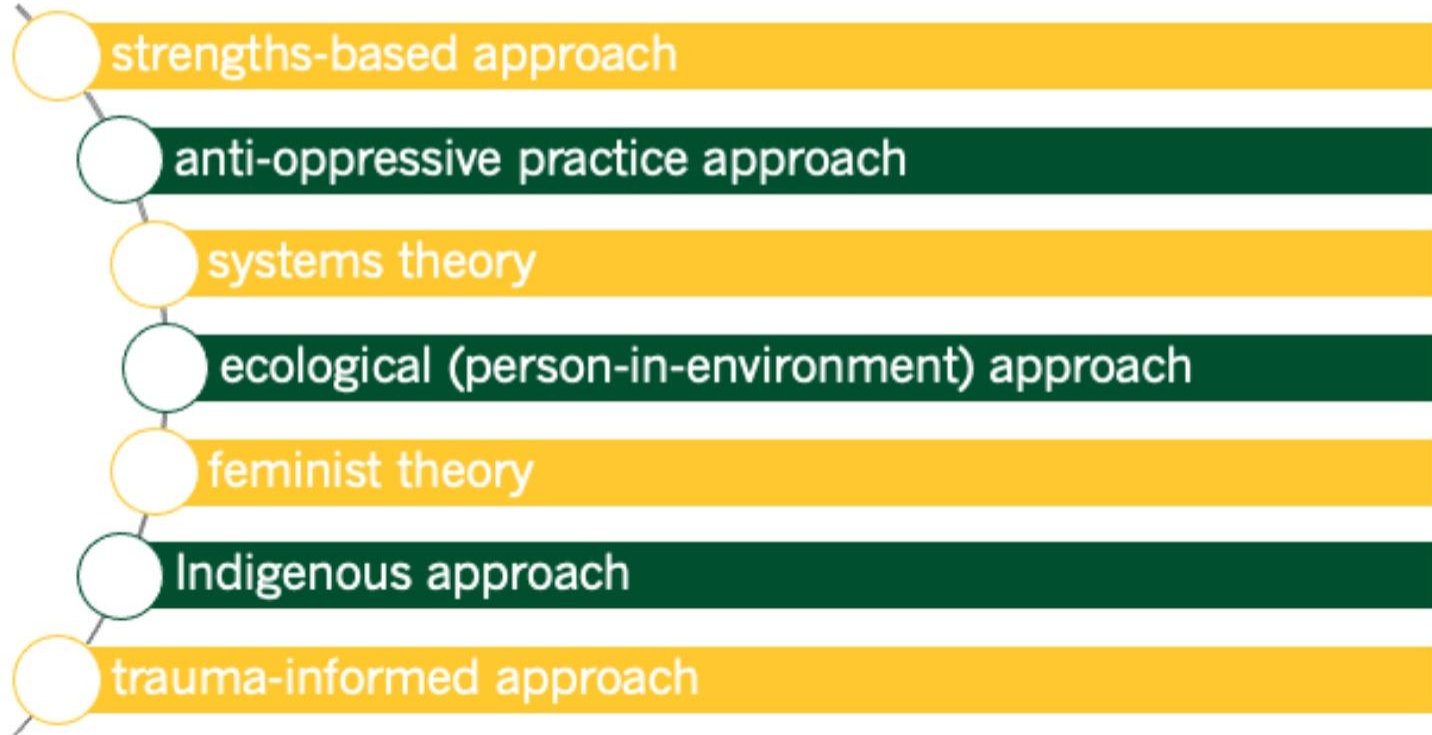 strengths-based approach
anti-oppressive practice approach
systems theory
ecological (person-in-environment) approach
feminist theory
Indigenous approach
trauma-informed approach